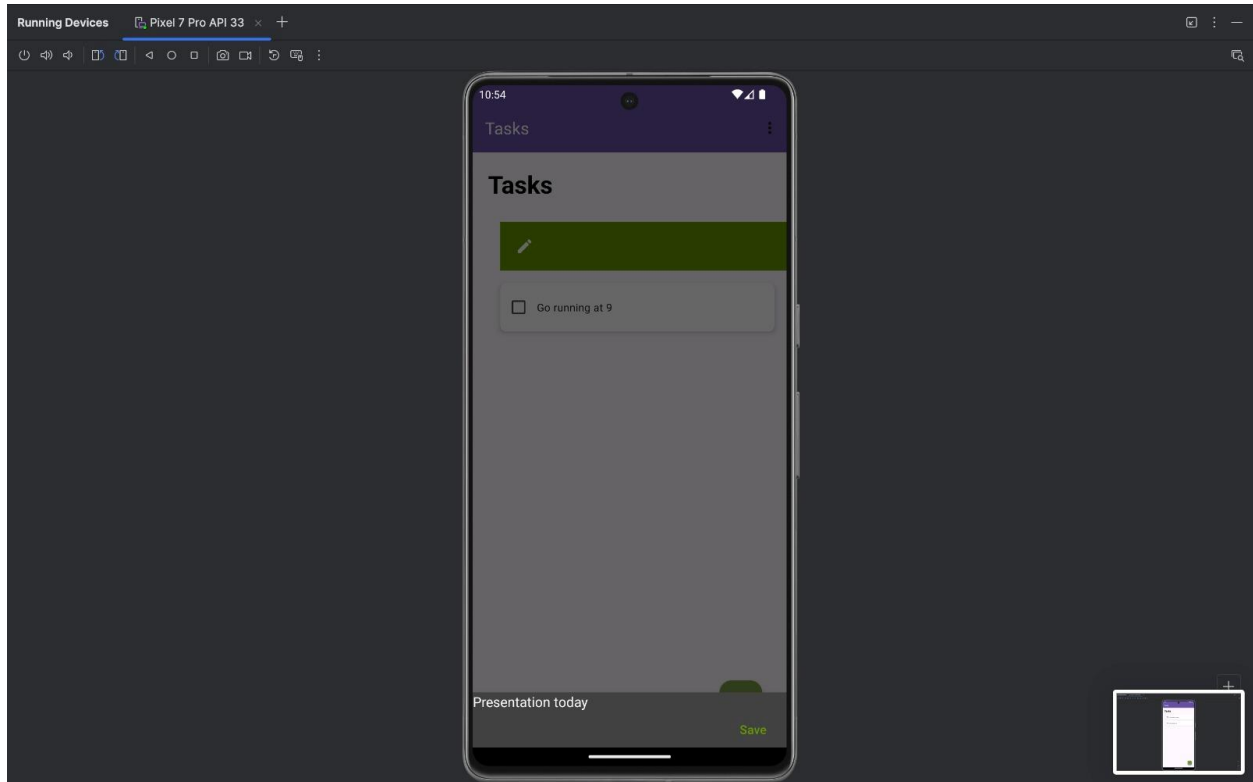 Running Devices
Pixel 7 Pro API 33
10:54
Tasks
Tasks
Go running at 9
Presentation today
Save